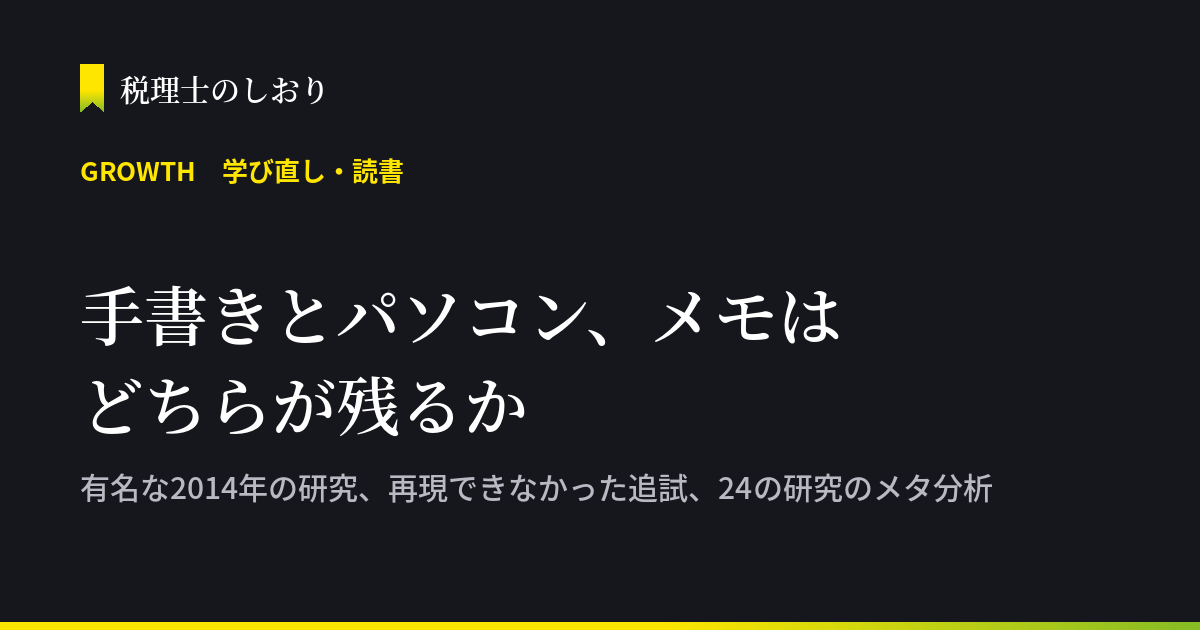 税理士のしおり
GROWTH 学び直し・読書
手書きとパソコン、メモは
どちらが残るか
有名な2014年の研究、再現できなかった追試、24の研究のメタ分析